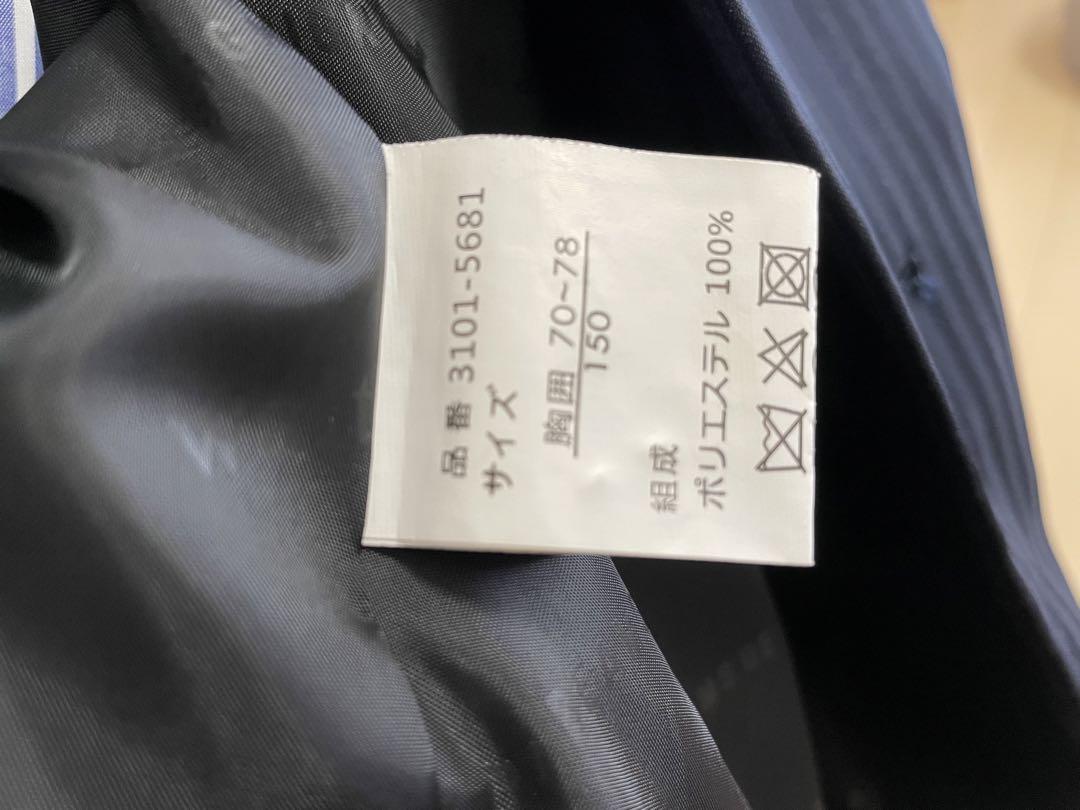 品番 3101-5681
サイズ
胸囲 70~78
150
組成
ポリエステル 100%